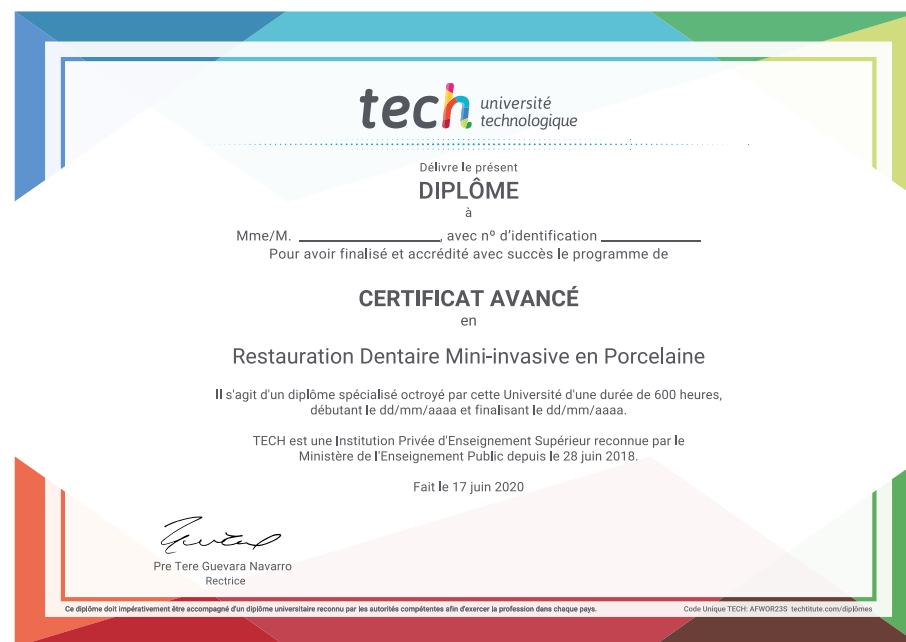 tech université
technologique
Délivre le présent
DIPLÔME
à
Mme/M. ____________________, avec nº d'identification ______________
Pour avoir finalisé et accrédité avec succès le programme de
CERTIFICAT AVANCÉ
en
Restauration Dentaire Mini-invasive en Porcelaine
Il s'agit d'un diplôme spécialisé octroyé par cette Université d'une durée de 600 heures,
débutant le dd/mm/aaaa et finalisant le dd/mm/aaaa.
TECH est une Institution Privée d'Enseignement Supérieur reconnue par le
Ministère de l'Enseignement Public depuis le 28 juin 2018.
Fait le 17 juin 2020
Pre Tere Guevara Navarro
Rectrice
Ce diplôme doit impérativement être accompagné d'un diplôme universitaire reconnu par les autorités compétentes afin d'exercer la profession dans chaque pays.
Code Unique TECH: AFWOR23S techtitute.com/diplômes